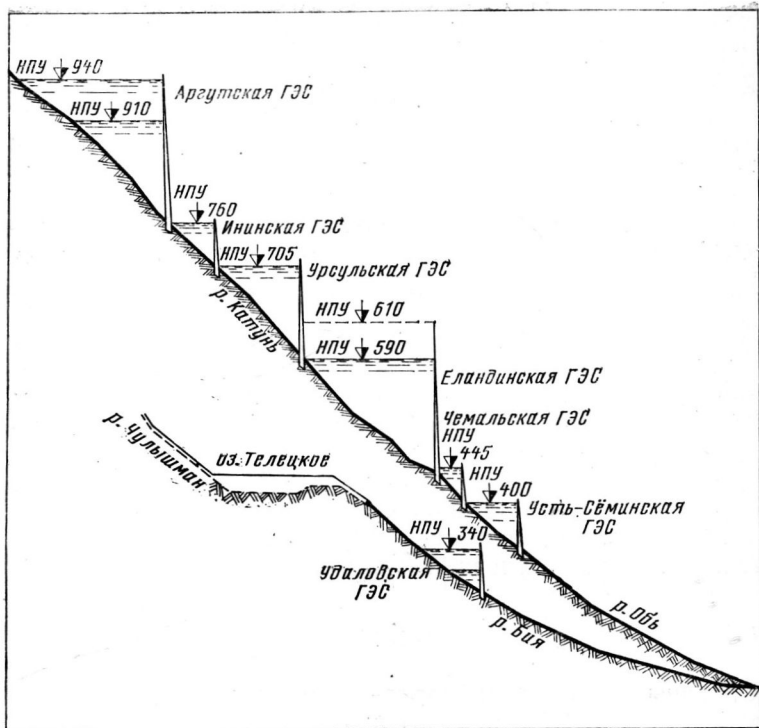 НПУ 940
Аргутская ГЭС
НПУ 910
НПУ
760
Ининская ГЭС
НПУ 705
Урсульская ГЭС
р. Катунь
НПУ 610
НПУ 590
Еландинская ГЭС
Чемальская ГЭС
НПУ
445
НПУ
400
Усть-Сёминская
ГЭС
р. Чулышман
оз. Телецкое
НПУ 340
Удаловская
ГЭС
р. Бия
р. Обь